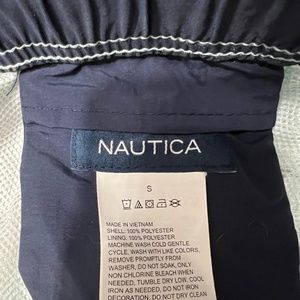 NAUTICA
S
MADE IN VIETNAM
SHELL: 100% POLYESTER
LINING: 100% POLYESTER
MACHINE WASH COLD GENTLE
CYCLE, WASH WITH LIKE COLORS,
REMOVE PROMPTLY FROM
WASHER, DO NOT SOAK, ONLY
NON CHLORINE BLEACH WHEN
NEEDED, TUMBLE DRY LOW, COOL
IRON AS NEEDED, DO NOT IRON
DECORATION, DO NOT DRY CLEAN